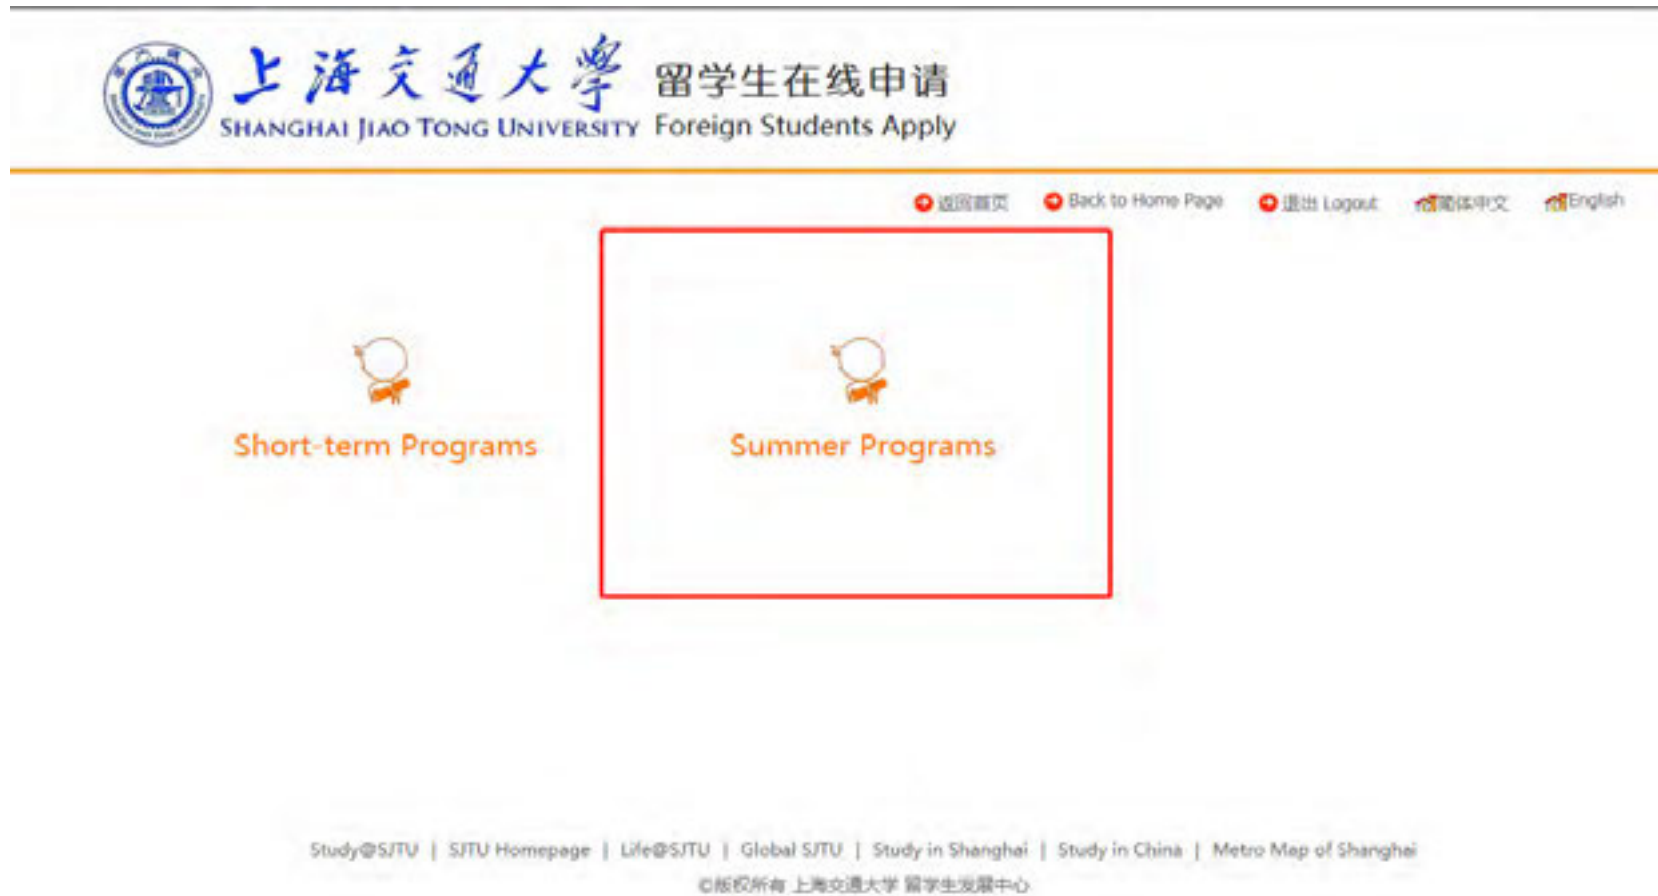 上海交通大學 留学生在线申请
SHANGHAI JIAO TONG UNIVERSITY Foreign Students Apply
返回首页 Back to Home Page 退出 Logout 简体中文 English
Short-term Programs Summer Programs
Study@SJTU | SJTU Homepage | Life@SJTU | Global SJTU | Study in Shanghai | Study in China | Metro Map of Shanghai
©版权所有 上海交通大学 留学生发展中心